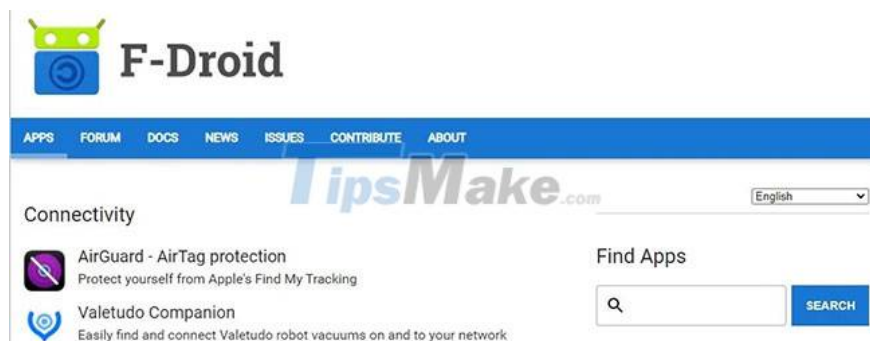 F-Droid
APPS FORUM DOCS NEWS ISSUES CONTRIBUTE ABOUT
TipsMake.com
English
Connectivity
AirGuard - AirTag protection
Protect yourself from Apple's Find My Tracking
Valetudo Companion
Easily find and connect Valetudo robot vacuums on and to your network
Find Apps
SEARCH